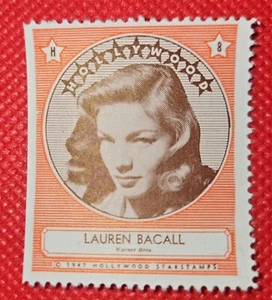 H 8
HOLLYWOOD
LAUREN BACALL
Warner Bros
© 1947 HOLLYWOOD STARSTAMPS